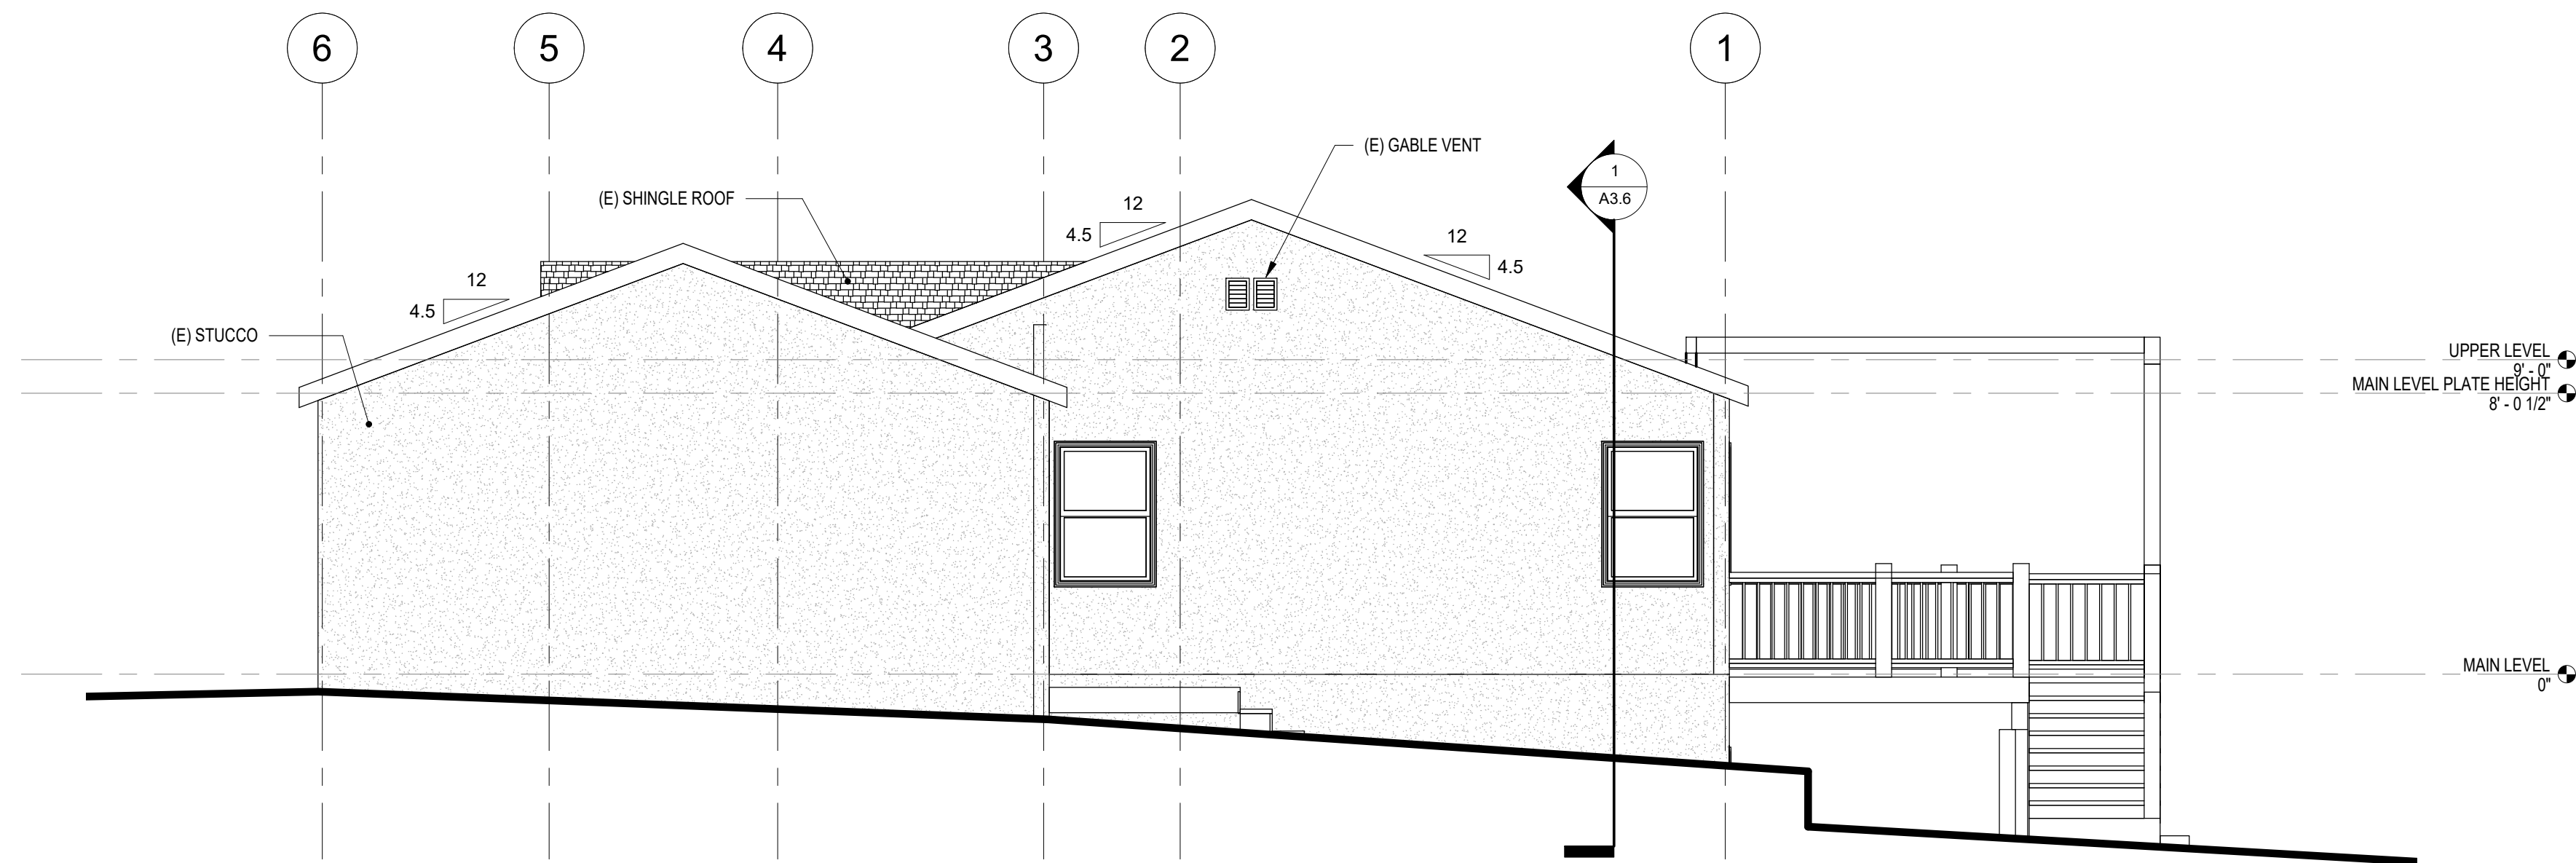 6
5
4
3
2
1
(E) GABLE VENT
1
A3.6
(E) SHINGLE ROOF
12
4.5
12
4.5
12
4.5
(E) STUCCO
UPPER LEVEL
9' - 0"
MAIN LEVEL PLATE HEIGHT
8' - 0 1/2"
MAIN LEVEL
0"